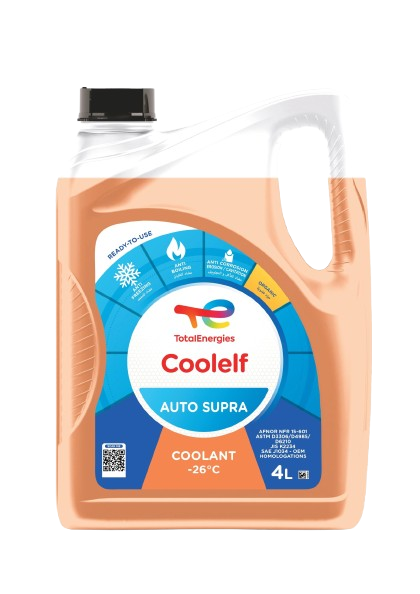 READY-TO-USE
ANTI
FREEZING
ANTI
BOILING
ANTI CORROSION
ORGANIC
TotalEnergies
Coolelf
AUTO SUPRA
COOLANT
-26°C
AFNOR NFR 15-601
ASTM D3306/D4985/
D6210
JIS K2234
SAE J1034 - OEM
HOMOLOGATIONS
4L